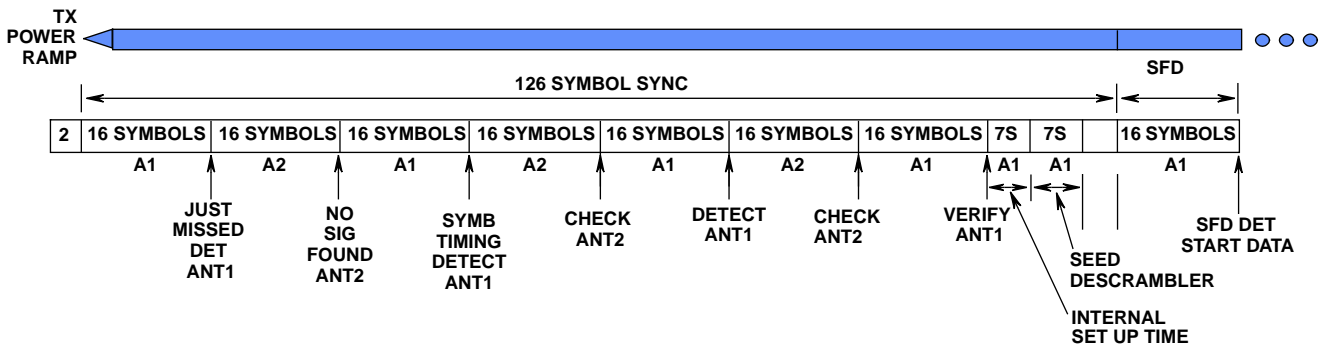 TX
POWER
RAMP
SFD
126 SYMBOL SYNC
2 16 SYMBOLS 16 SYMBOLS 16 SYMBOLS 16 SYMBOLS 16 SYMBOLS 16 SYMBOLS 16 SYMBOLS 7S 7S 16 SYMBOLS
A1 A2 A1 A2 A1 A2 A1 A1 A1 A1
JUST
MISSED
DET
ANT1
NO
SIG
FOUND
ANT2
SYMB
TIMING
DETECT
ANT1
CHECK
ANT2
DETECT
ANT1
CHECK
ANT2
VERIFY
ANT1
SEED
DESCRAMBLER
INTERNAL
SET UP TIME
SFD DET
START DATA